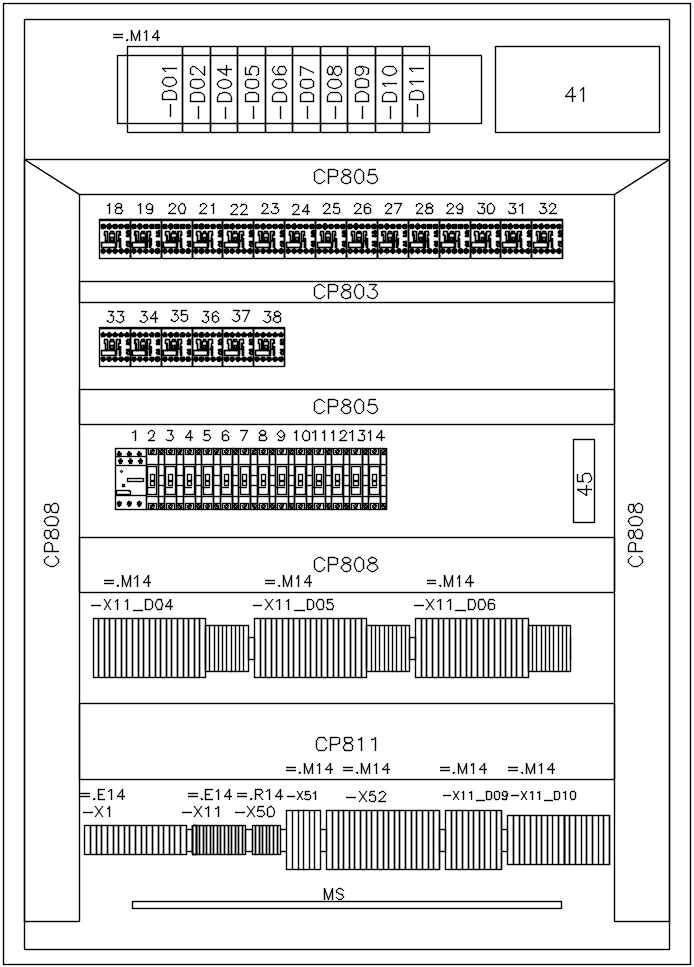 =.M14
-D01 -D02 -D04 -D05 -D06 -D07 -D08 -D09 -D10 -D11
41
CP805
18 19 20 21 22 23 24 25 26 27 28 29 30 31 32
CP803
33 34 35 36 37 38
CP805
1 2 3 4 5 6 7 8 9 10 11 12 13 14
45
CP808
CP808
CP808
=.M14 =.M14 =.M14
-X11_D04 -X11_D05 -X11_D06
CP811
=.M14 =.M14 =.M14 =.M14
=.E14 =.E14 =.R14 -X51 -X52 -X11_D09 -X11_D10
-X1 -X11 -X50
MS